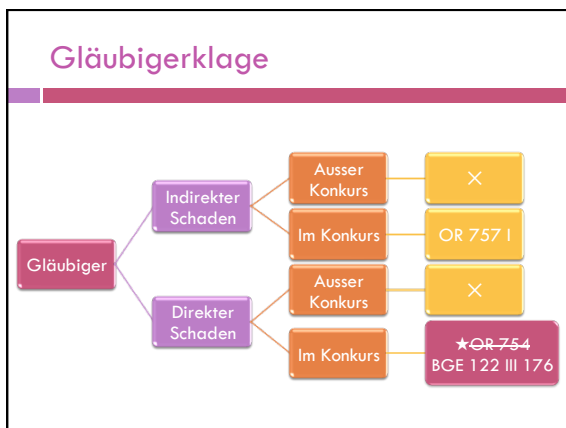 Gläubigerklage
Gläubiger
Indirekter
Schaden
Ausser
Konkurs
×
Im Konkurs
OR 757 I
Direkter
Schaden
Ausser
Konkurs
×
Im Konkurs
★OR 754
BGE 122 III 176